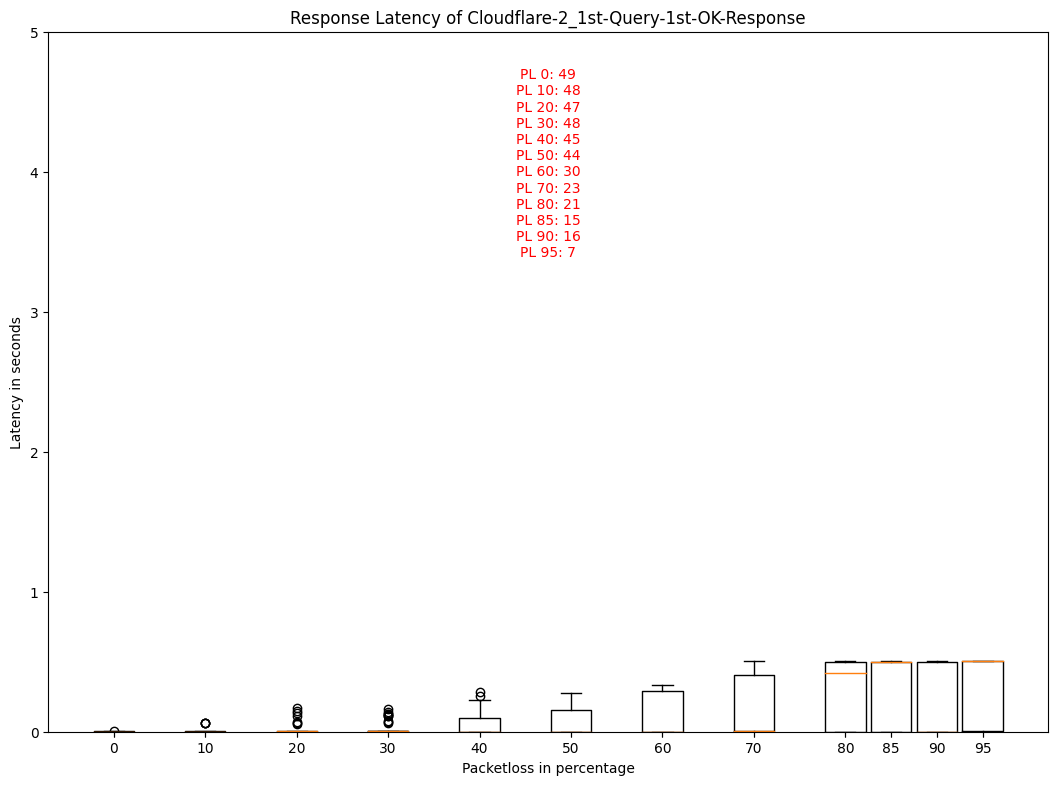 Response Latency of Cloudflare-2_1st-Query-1st-OK-Response
5
PL 0: 49
PL 10: 48
PL 20: 47
PL 30: 48
PL 40: 45
PL 50: 44
PL 60: 30
PL 70: 23
PL 80: 21
PL 85: 15
PL 90: 16
PL 95: 7
4
3
Latency in seconds
2
1
0
0 10 20 30 40 50 60 70 80 85 90 95
Packetloss in percentage